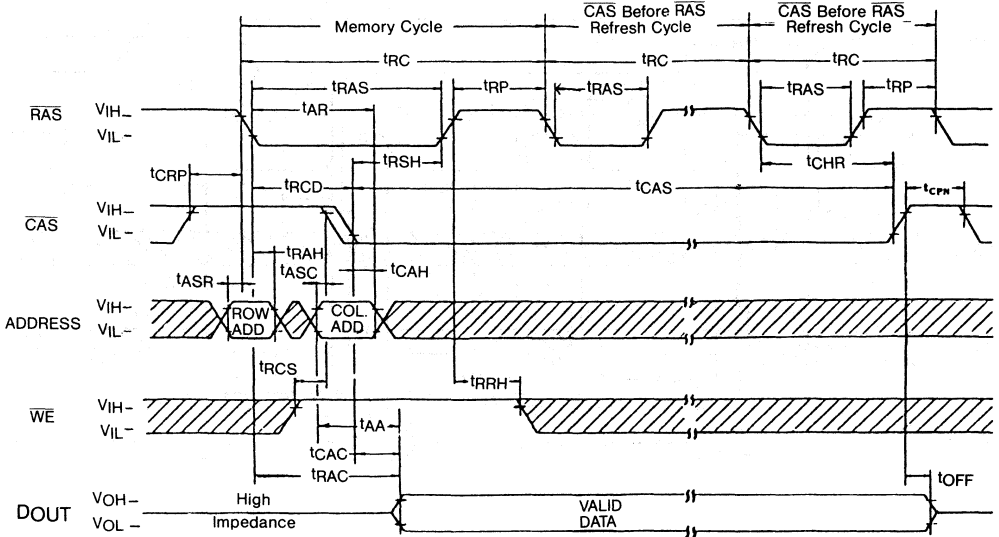 CAS Before RAS CAS Before RAS
Memory Cycle Refresh Cycle Refresh Cycle
tRC tRC tRC
tRAS tRP tRAS tRAS tRP
tAR
RAS VIH–
VIL–
tRSH tCHR
tCRP tRCD tCAS tCPN
CAS VIH–
VIL–
tRAH
tASR tASC tCAH
ADDRESS VIH–
VIL–
ROW ADD
COL. ADD
tRCS tRRH
WE VIH–
VIL–
tAA
tCAC
tRAC tOFF
DOUT VOH–
VOL–
High
Impedance
VALID
DATA